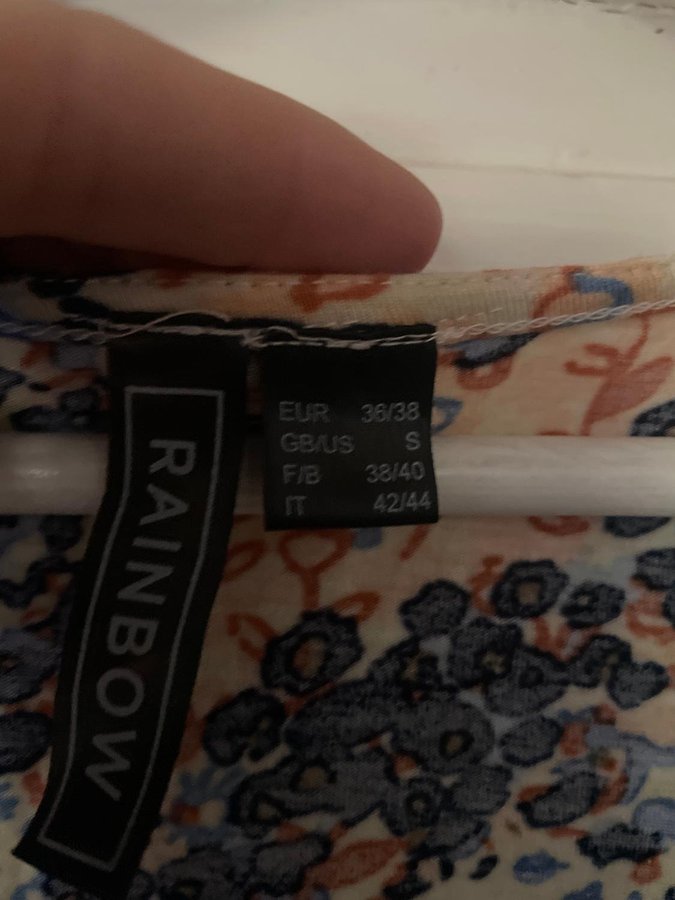 RAINBOW
EUR 36/38
GB/US S
F/B 38/40
IT 42/44